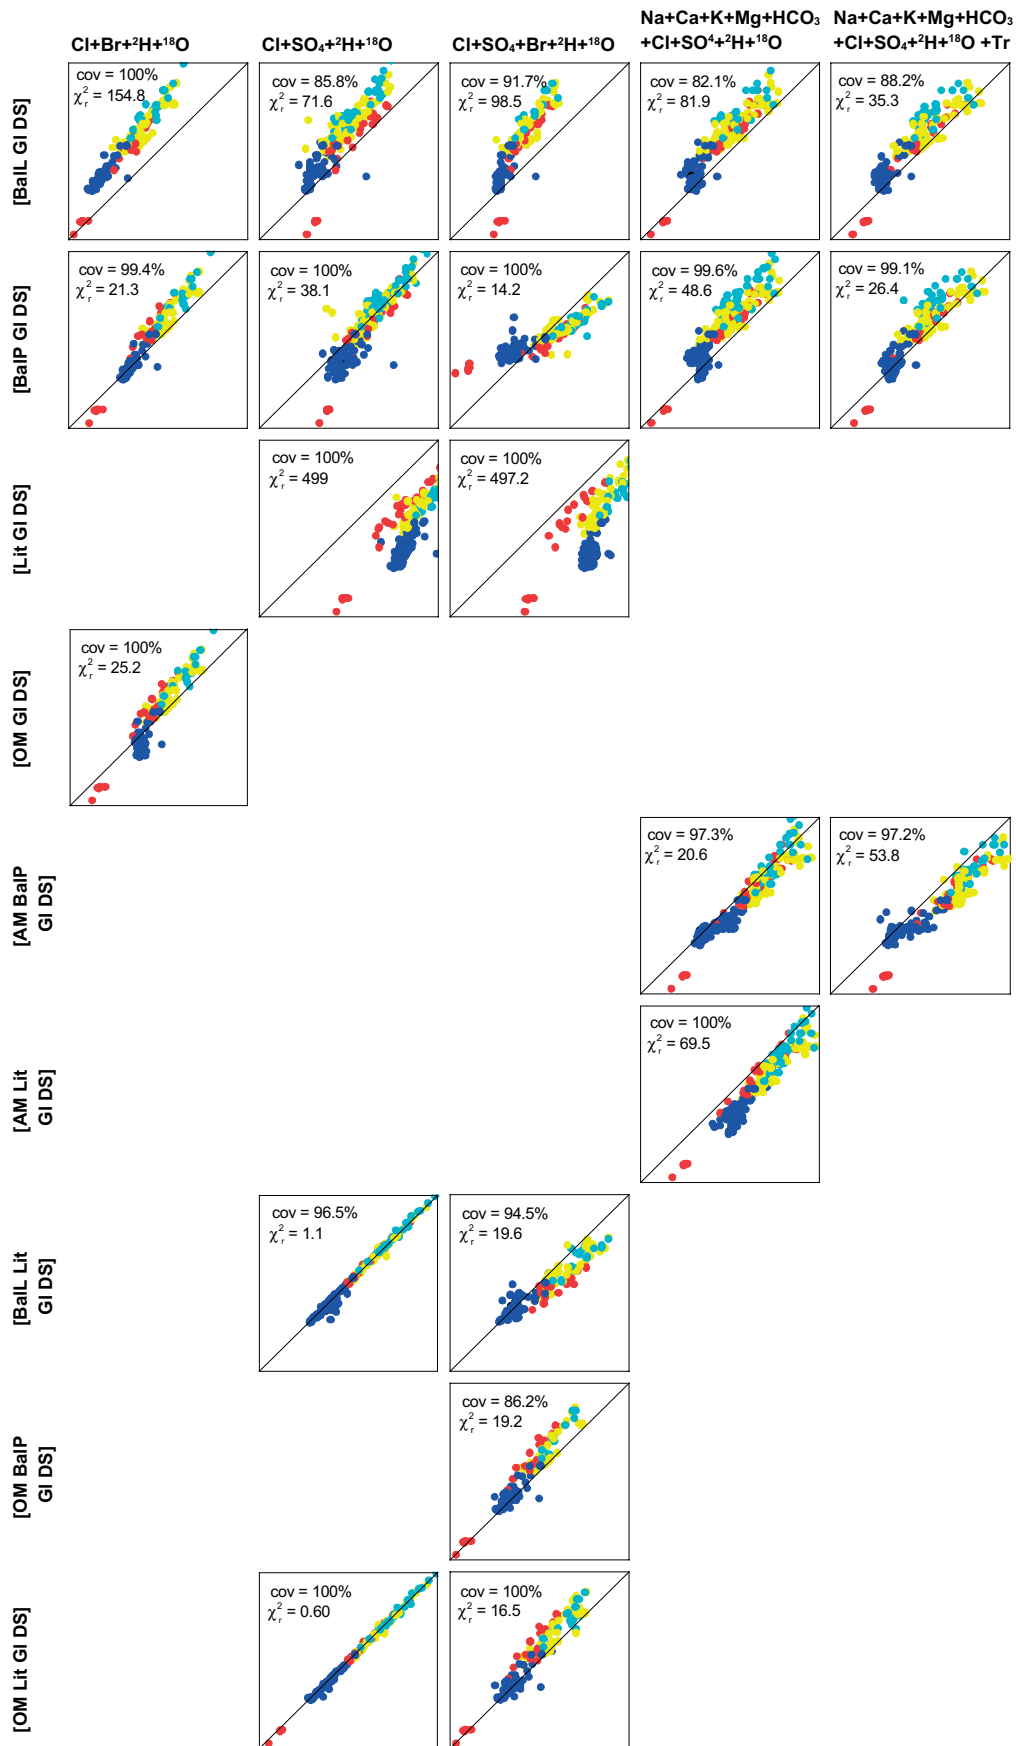 Cl+Br+²H+¹⁸O
Cl+SO₄+²H+¹⁸O
Cl+SO₄+Br+²H+¹⁸O
Na+Ca+K+Mg+HCO₃
+Cl+SO⁴+²H+¹⁸O
Na+Ca+K+Mg+HCO₃
+Cl+SO₄+²H+¹⁸O +Tr
[BalL GI DS]
cov = 100%
χ²ᵣ = 154.8
cov = 85.8%
χ²ᵣ = 71.6
cov = 91.7%
χ²ᵣ = 98.5
cov = 82.1%
χ²ᵣ = 81.9
cov = 88.2%
χ²ᵣ = 35.3
[BalP GI DS]
cov = 99.4%
χ²ᵣ = 21.3
cov = 100%
χ²ᵣ = 38.1
cov = 100%
χ²ᵣ = 14.2
cov = 99.6%
χ²ᵣ = 48.6
cov = 99.1%
χ²ᵣ = 26.4
[Lit GI DS]
cov = 100%
χ²ᵣ = 499
cov = 100%
χ²ᵣ = 497.2
[OM GI DS]
cov = 100%
χ²ᵣ = 25.2
[AM BalP
GI DS]
cov = 97.3%
χ²ᵣ = 20.6
cov = 97.2%
χ²ᵣ = 53.8
[AM Lit
GI DS]
cov = 100%
χ²ᵣ = 69.5
[BalL Lit
GI DS]
cov = 96.5%
χ²ᵣ = 1.1
cov = 94.5%
χ²ᵣ = 19.6
[OM BalP
GI DS]
cov = 86.2%
χ²ᵣ = 19.2
[OM Lit GI DS]
cov = 100%
χ²ᵣ = 0.60
cov = 100%
χ²ᵣ = 16.5